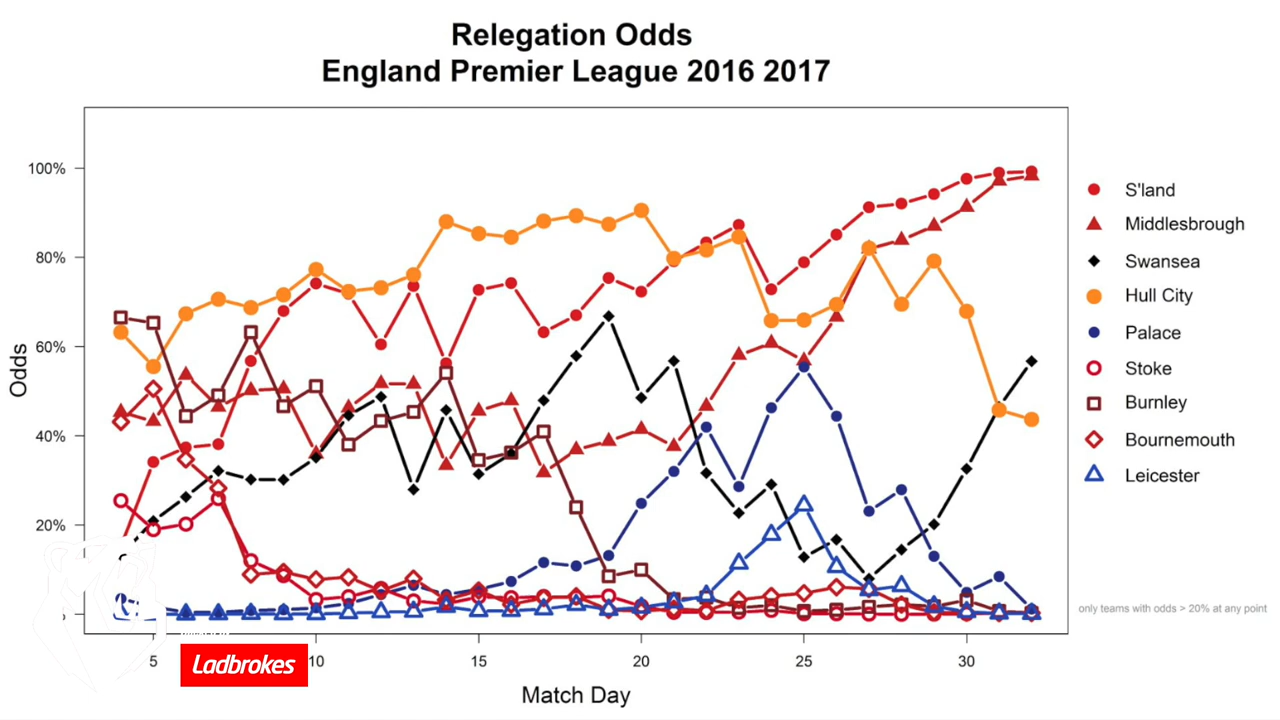 Relegation Odds
England Premier League 2016 2017
100%
80%
60%
40%
20%
Odds
5
10
15
20
25
30
Match Day
S'land
Middlesbrough
Swansea
Hull City
Palace
Stoke
Burnley
Bournemouth
Leicester
only teams with odds > 20% at any point
Ladbrokes